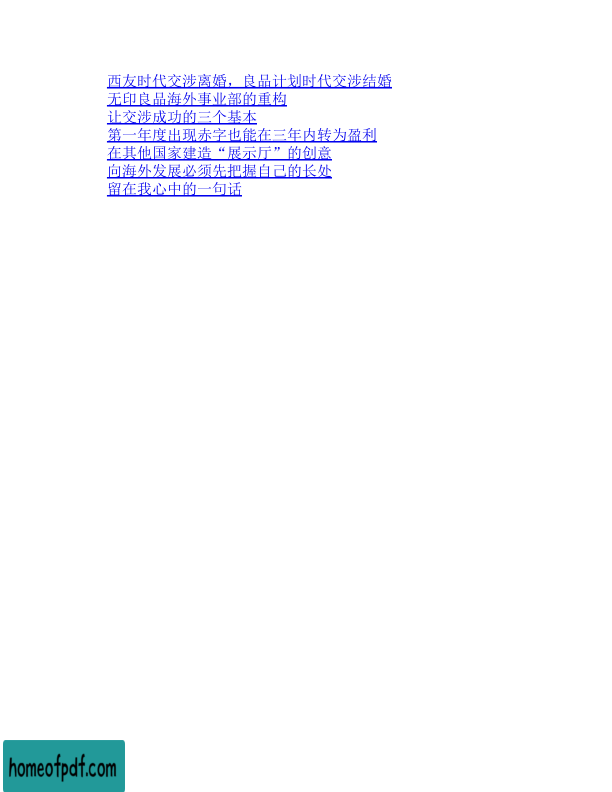 西友时代交涉离婚，良品计划时代交涉结婚
无印良品海外事业部的重构
让交涉成功的三个基本
第一年度出现赤字也能在三年内转为盈利
在其他国家建造“展示厅”的创意
向海外发展必须先把握自己的长处
留在我心中的一句话
homeofpdf.com